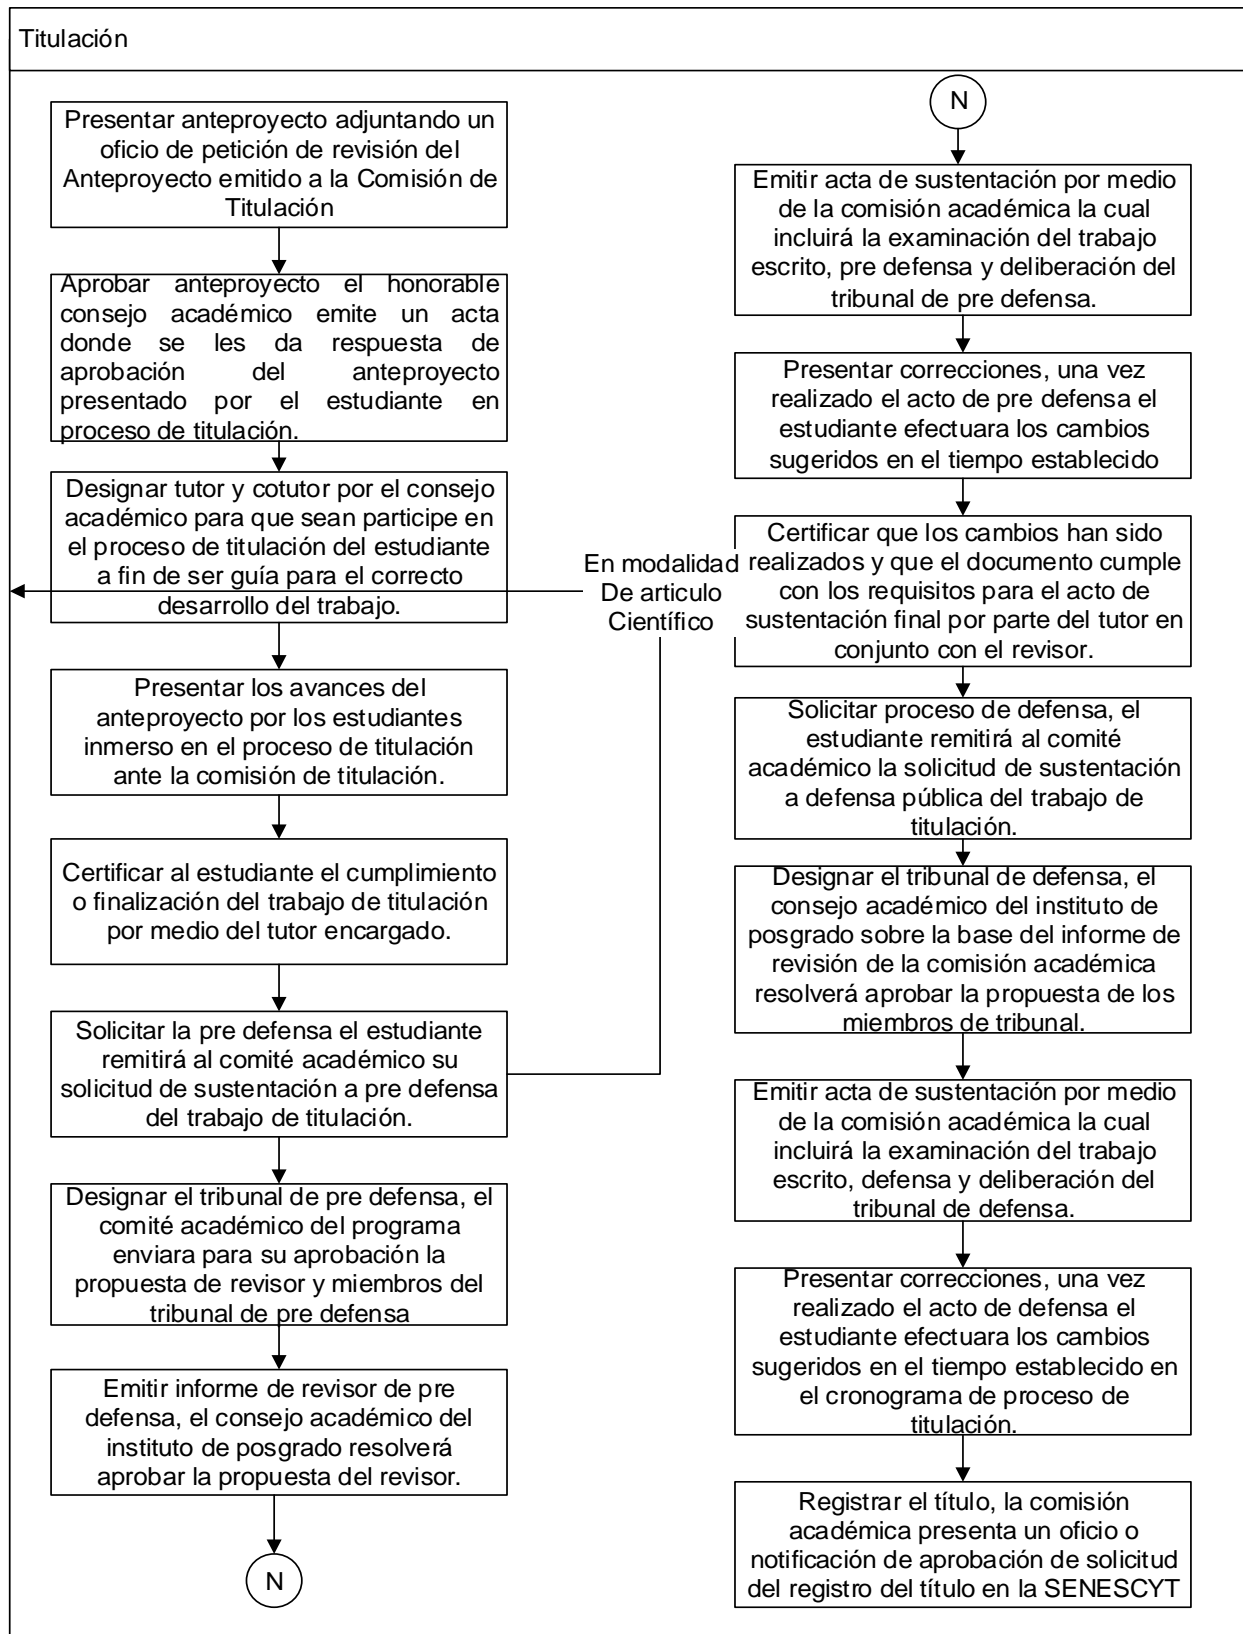 Titulación
Presentar anteproyecto adjuntando un
oficio de petición de revisión del
Anteproyecto emitido a la Comisión de
Titulación
Aprobar anteproyecto el honorable
consejo académico emite un acta
donde se les da respuesta de
aprobación del anteproyecto
presentado por el estudiante en
proceso de titulación.
Designar tutor y cotutor por el consejo
académico para que sean participe en
el proceso de titulación del estudiante
a fin de ser guía para el correcto
desarrollo del trabajo.
Presentar los avances del
anteproyecto por los estudiantes
inmerso en el proceso de titulación
ante la comisión de titulación.
Certificar al estudiante el cumplimiento
o finalización del trabajo de titulación
por medio del tutor encargado.
Solicitar la pre defensa el estudiante
remitirá al comité académico su
solicitud de sustentación a pre defensa
del trabajo de titulación.
Designar el tribunal de pre defensa, el
comité académico del programa
enviara para su aprobación la
propuesta de revisor y miembros del
tribunal de pre defensa
Emitir informe de revisor de pre
defensa, el consejo académico del
instituto de posgrado resolverá
aprobar la propuesta del revisor.
N
En modalidad
De articulo
Científico
N
Emitir acta de sustentación por medio
de la comisión académica la cual
incluirá la examinación del trabajo
escrito, pre defensa y deliberación del
tribunal de pre defensa.
Presentar correcciones, una vez
realizado el acto de pre defensa el
estudiante efectuara los cambios
sugeridos en el tiempo establecido
Certificar que los cambios han sido
realizados y que el documento cumple
con los requisitos para el acto de
sustentación final por parte del tutor en
conjunto con el revisor.
Solicitar proceso de defensa, el
estudiante remitirá al comité
académico la solicitud de sustentación
a defensa pública del trabajo de
titulación.
Designar el tribunal de defensa, el
consejo académico del instituto de
posgrado sobre la base del informe de
revisión de la comisión académica
resolverá aprobar la propuesta de los
miembros de tribunal.
Emitir acta de sustentación por medio
de la comisión académica la cual
incluirá la examinación del trabajo
escrito, defensa y deliberación del
tribunal de defensa.
Presentar correcciones, una vez
realizado el acto de defensa el
estudiante efectuara los cambios
sugeridos en el tiempo establecido en
el cronograma de proceso de
titulación.
Registrar el título, la comisión
académica presenta un oficio o
notificación de aprobación de solicitud
del registro del título en la SENESCYT